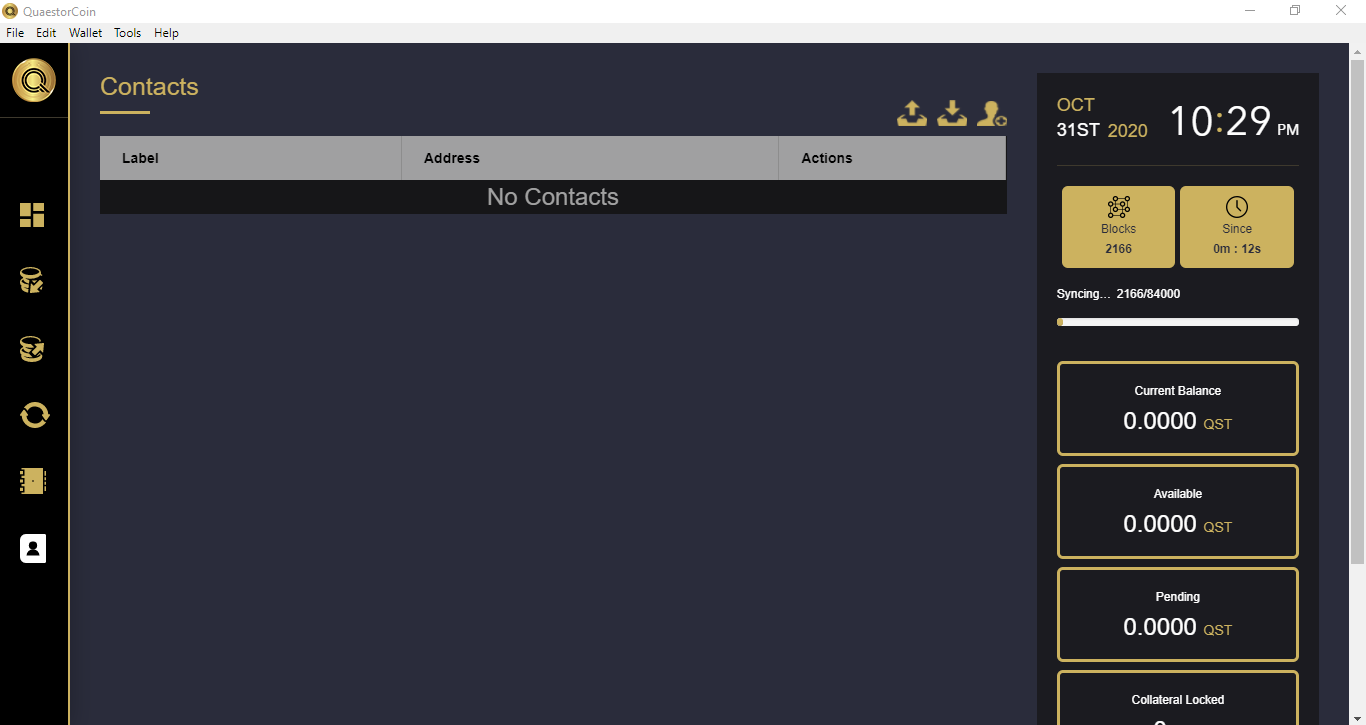 QuaestorCoin
File Edit Wallet Tools Help
Contacts
Label Address Actions
No Contacts
OCT
31ST 2020
10:29 PM
Blocks
2166
Since
0m : 12s
Syncing... 2166/84000
Current Balance
0.0000 QST
Available
0.0000 QST
Pending
0.0000 QST
Collateral Locked